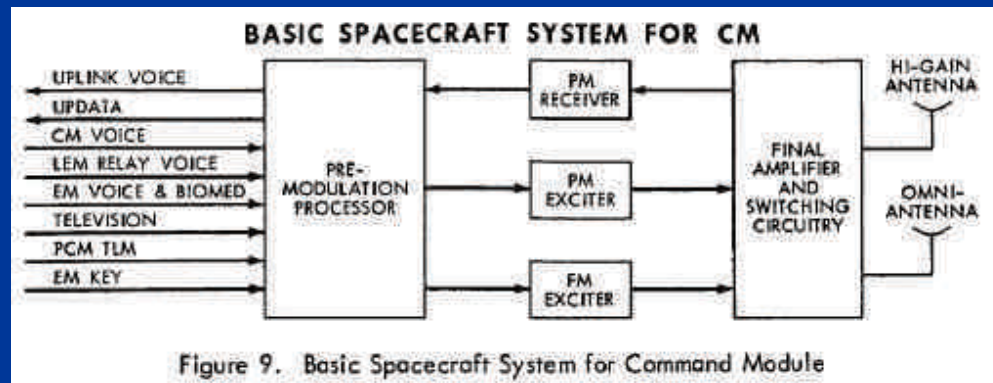 BASIC SPACECRAFT SYSTEM FOR CM
UPLINK VOICE
UPDATA
CM VOICE
LEM RELAY VOICE
EM VOICE & BIOMED
TELEVISION
PCM TLM
EM KEY
PRE-
MODULATION
PROCESSOR
PM
RECEIVER
PM
EXCITER
FM
EXCITER
FINAL
AMPLIFIER
AND
SWITCHING
CIRCUITRY
HI-GAIN
ANTENNA
OMNI-
ANTENNA
Figure 9. Basic Spacecraft System for Command Module